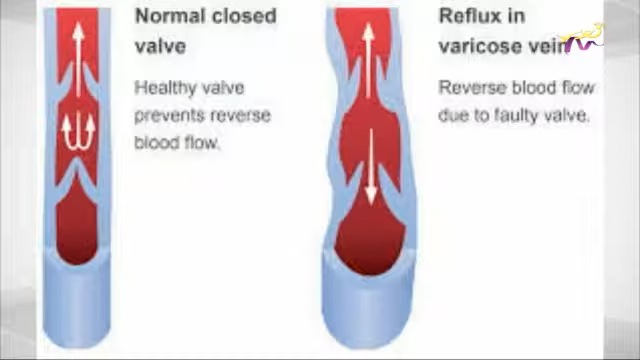 Normal closed
valve
Healthy valve
prevents reverse
blood flow.
Reflux in
varicose vein
Reverse blood flow
due to faulty valve.